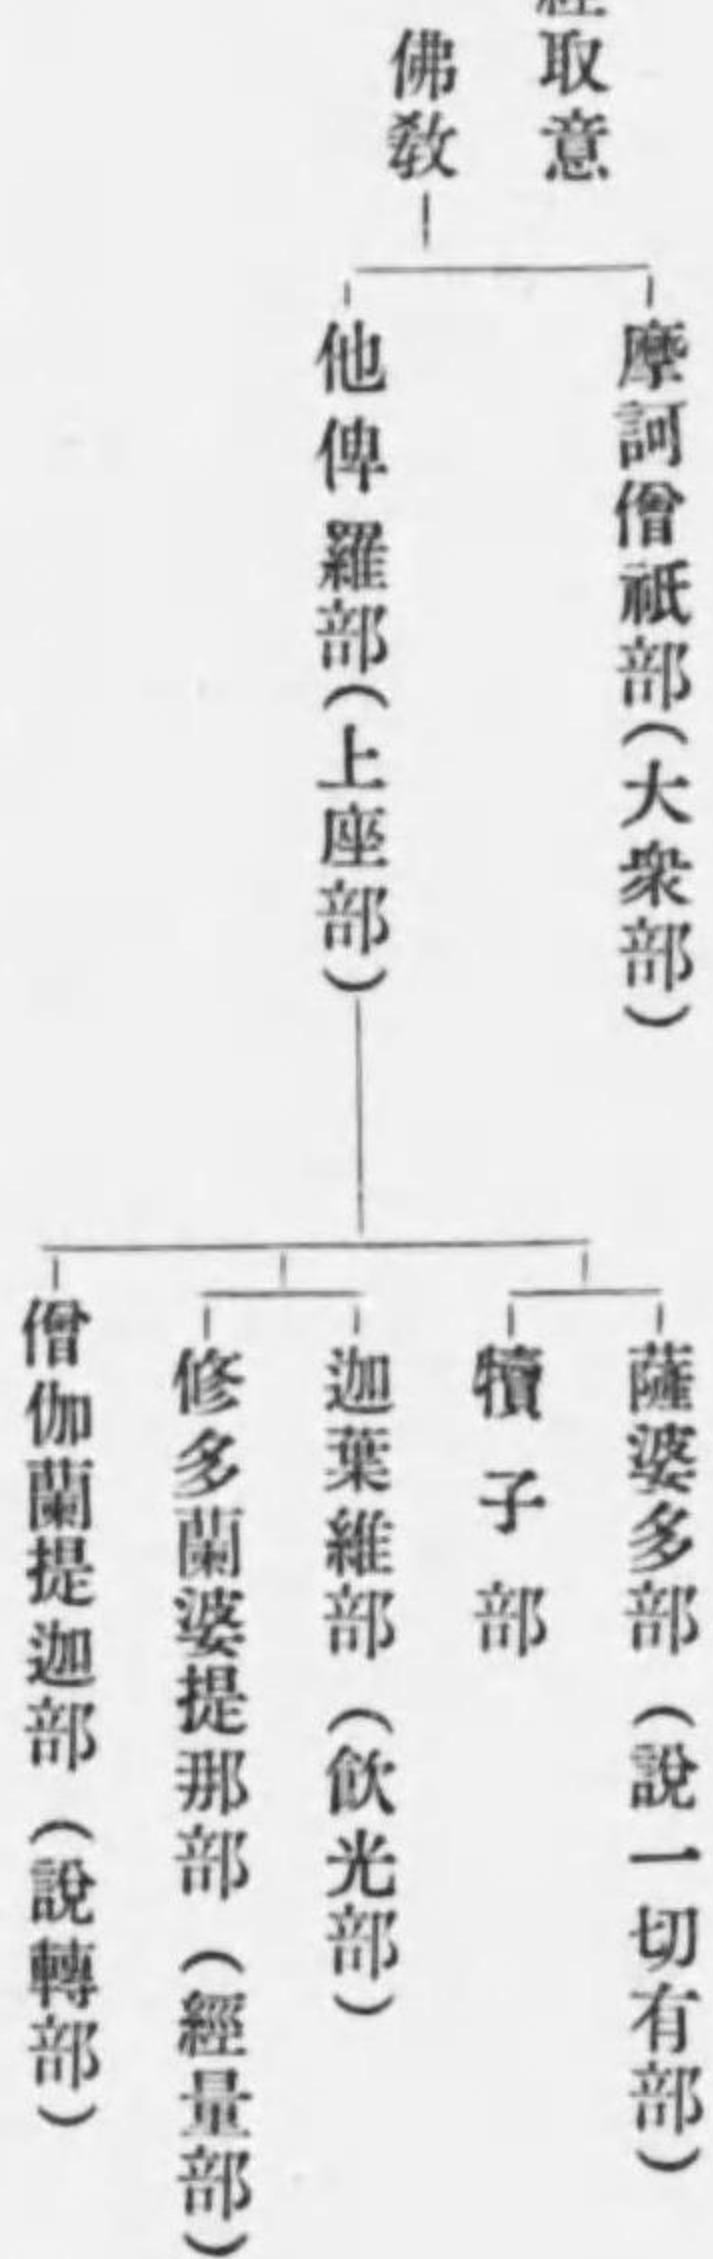 取意
佛教
摩訶僧祇部(大衆部)
他俾羅部(上座部)
薩婆多部(說一切有部)
犢子部
迦葉維部(飲光部)
修多蘭婆提那部(經量部)
僧伽蘭提迦部(說轉部)